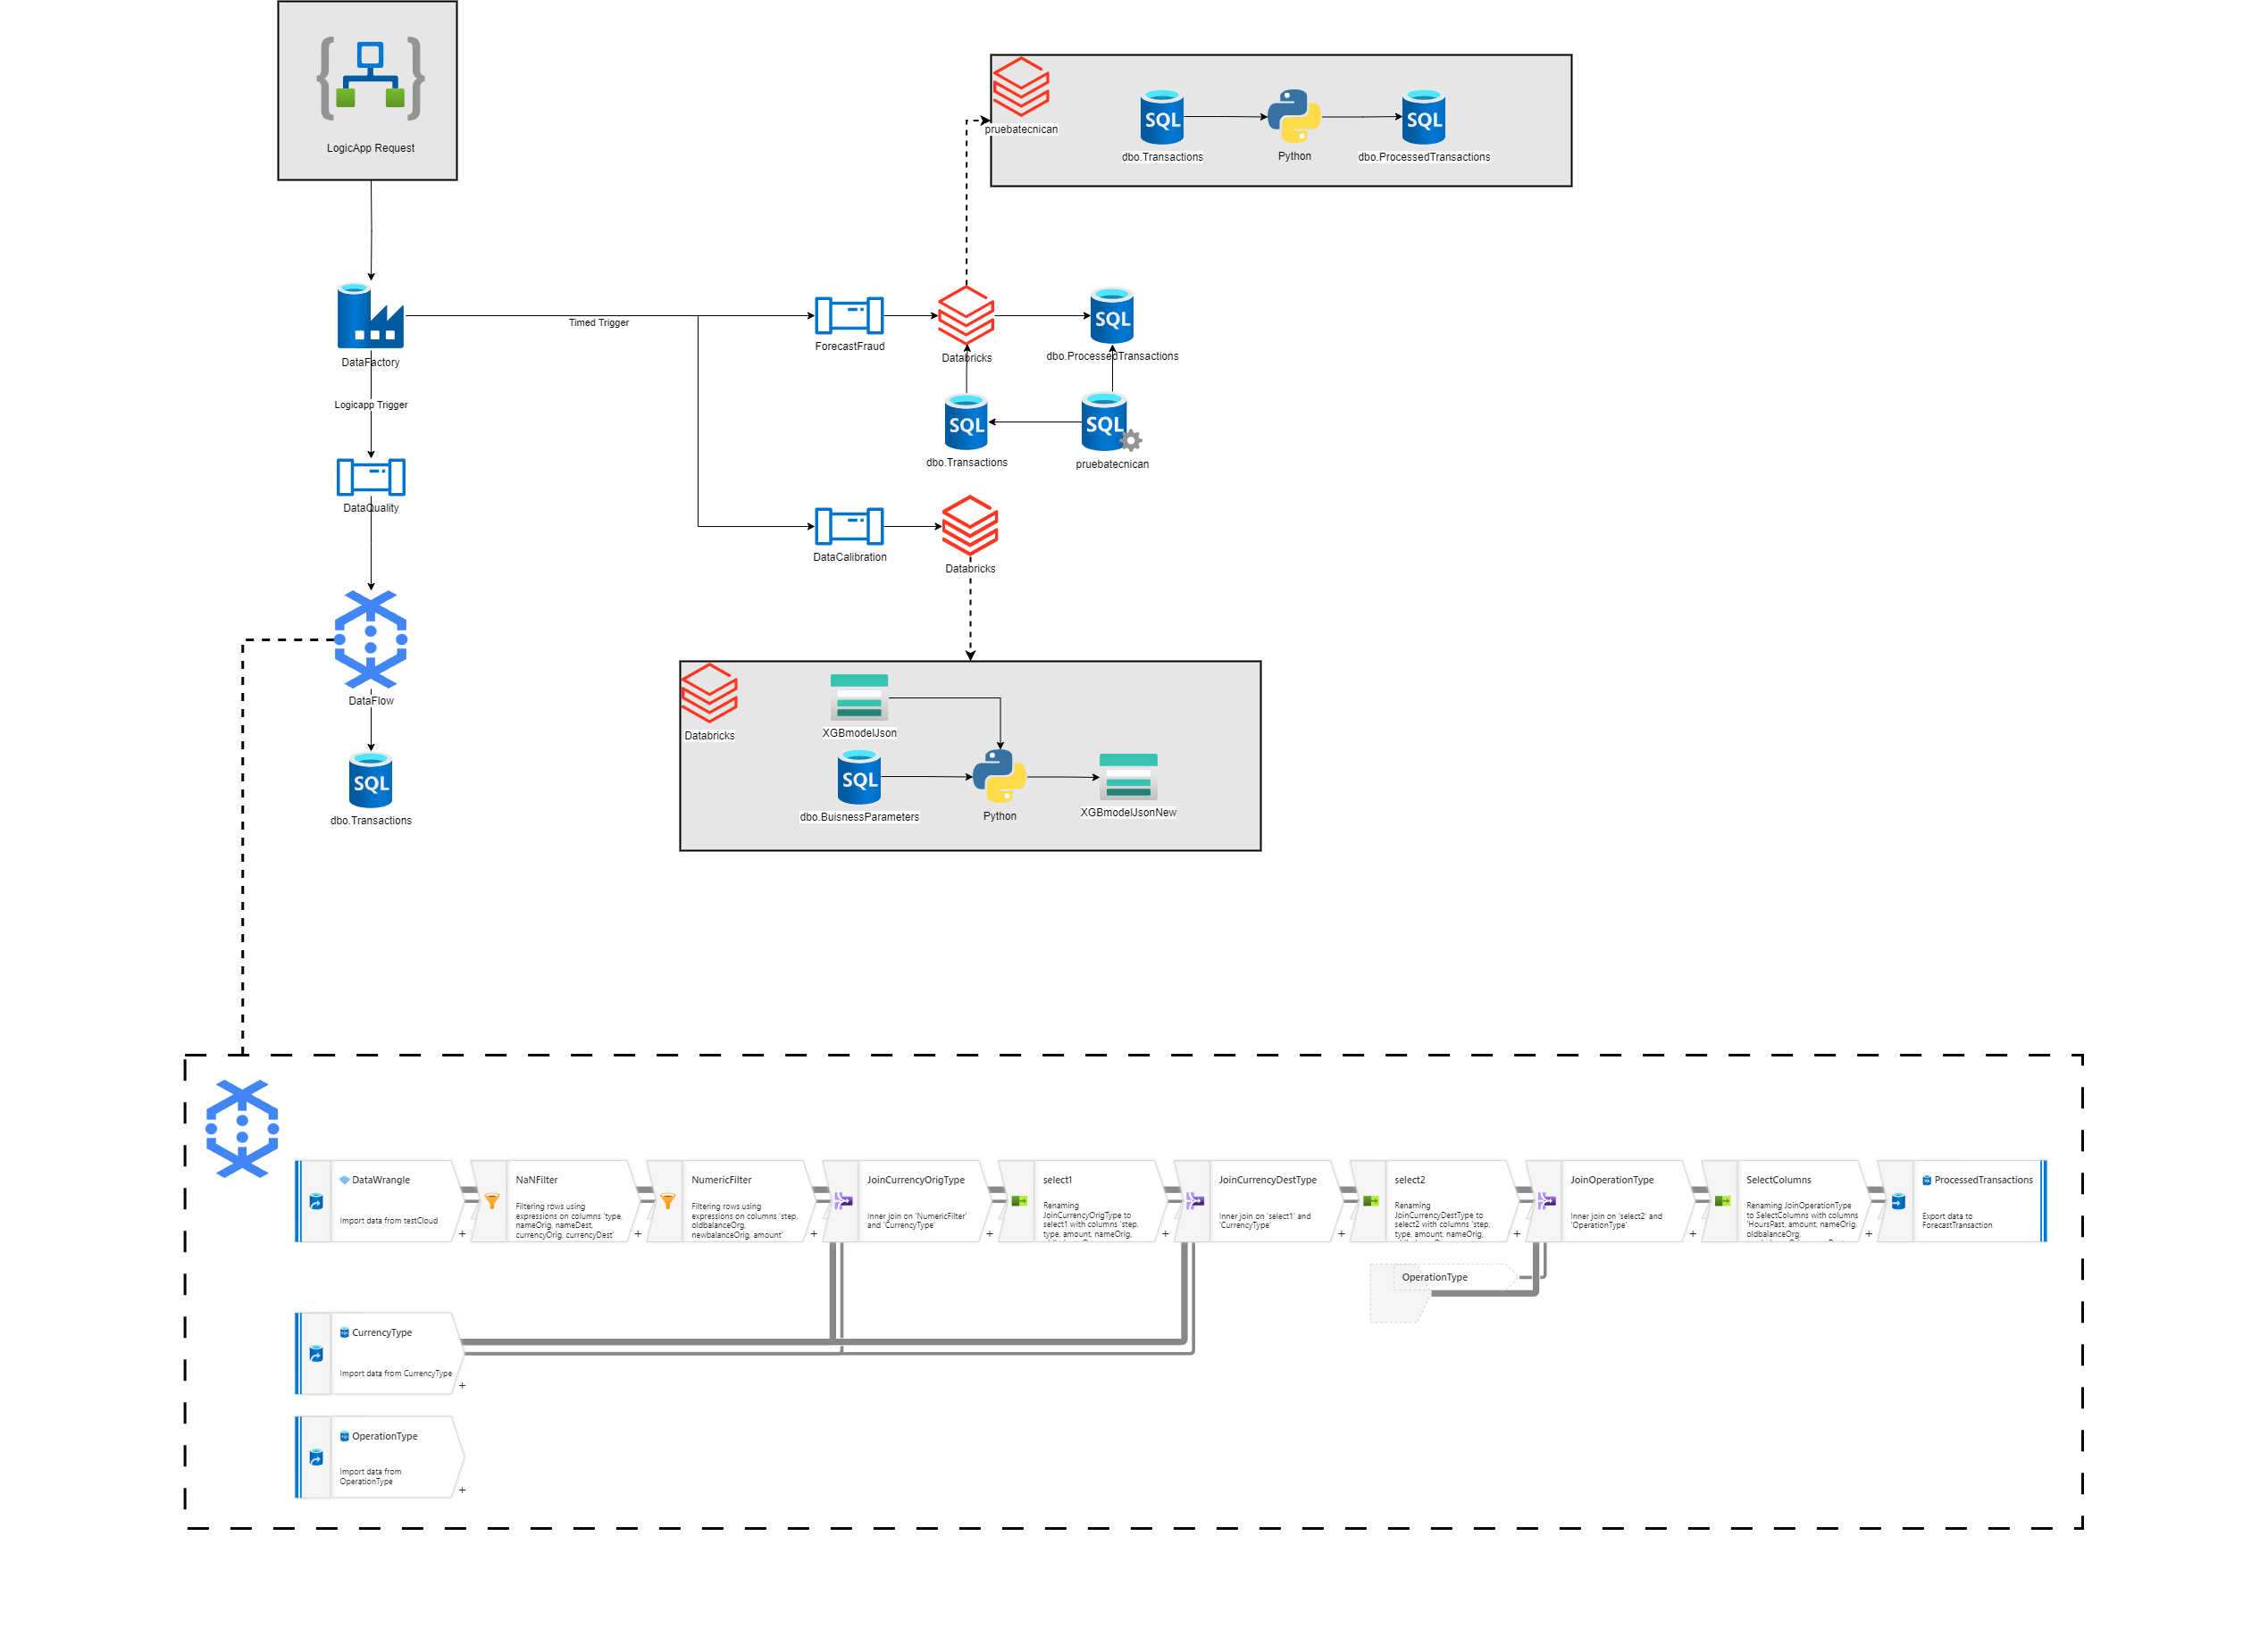 LogicApp Request
pruebatecnican
dbo.Transactions
Python
dbo.ProcessedTransactions
DataFactory
Timed Trigger
ForecastFraud
Databricks
dbo.ProcessedTransactions
Logicapp Trigger
dbo.Transactions
pruebatecnican
DataQuality
DataCalibration
Databricks
DataFlow
dbo.Transactions
Databricks
XGBmodelJson
dbo.BuisnessParameters
Python
XGBmodelJsonNew
SQL
SQL
SQL
SQL
SQL
SQL
SQL
DataWrangle
Import data from testCloud
+
NaNFilter
Filtering rows using
expressions on columns 'type,
nameOrig, nameDest,
currencyOrig, currencyDest'
+
NumericFilter
Filtering rows using
expressions on columns 'step,
oldbalanceOrg,
newbalanceOrig, amount'
+
JoinCurrencyOrigType
Inner join on 'NumericFilter'
and 'CurrencyType'
+
select1
Renaming
JoinCurrencyOrigType to
select1 with columns 'step,
type, amount, nameOrig,
+
JoinCurrencyDestType
Inner join on 'select1' and
'CurrencyType'
+
select2
Renaming
JoinCurrencyDestType to
select2 with columns 'step,
type, amount, nameOrig,
+
JoinOperationType
Inner join on 'select2' and
'OperationType'
+
SelectColumns
Renaming JoinOperationType
to SelectColumns with columns
'HoursPast, amount, nameOrig,
oldbalanceOrg,
+
ProcessedTransactions
Export data to
ForecastTransaction
OperationType
CurrencyType
Import data from CurrencyType
+
OperationType
Import data from
OperationType
+